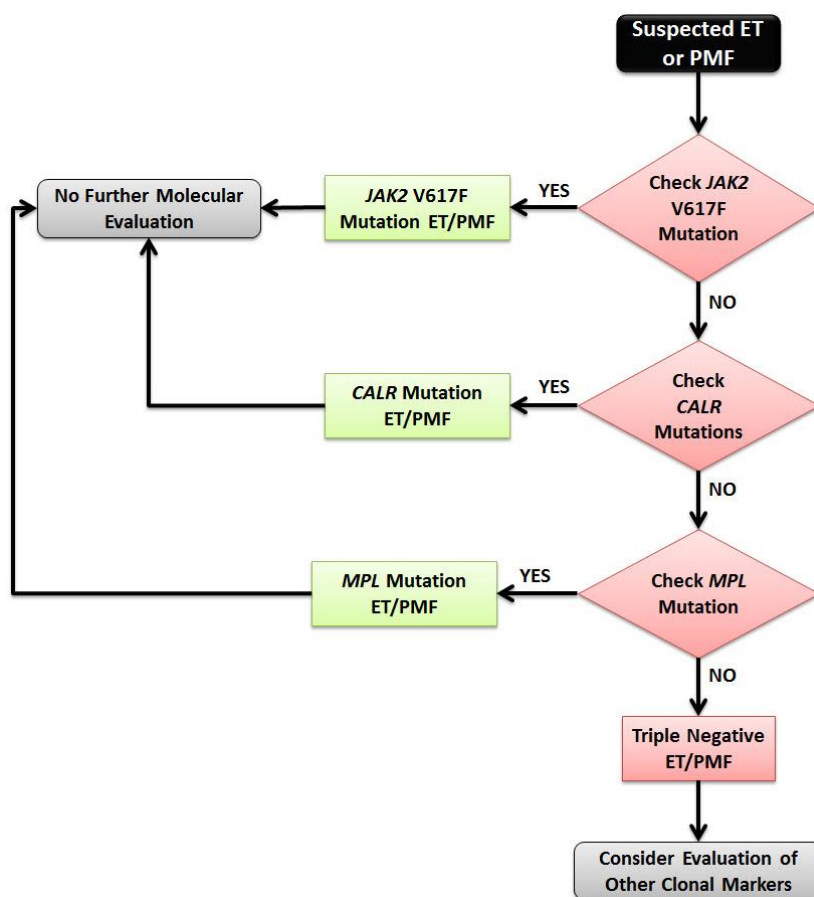 Suspected ET
or PMF
No Further Molecular
Evaluation
JAK2 V617F
Mutation ET/PMF
YES
Check JAK2
V617F
Mutation
NO
CALR Mutation
ET/PMF
YES
Check
CALR
Mutations
NO
MPL Mutation
ET/PMF
YES
Check MPL
Mutation
NO
Triple Negative
ET/PMF
Consider Evaluation of
Other Clonal Markers